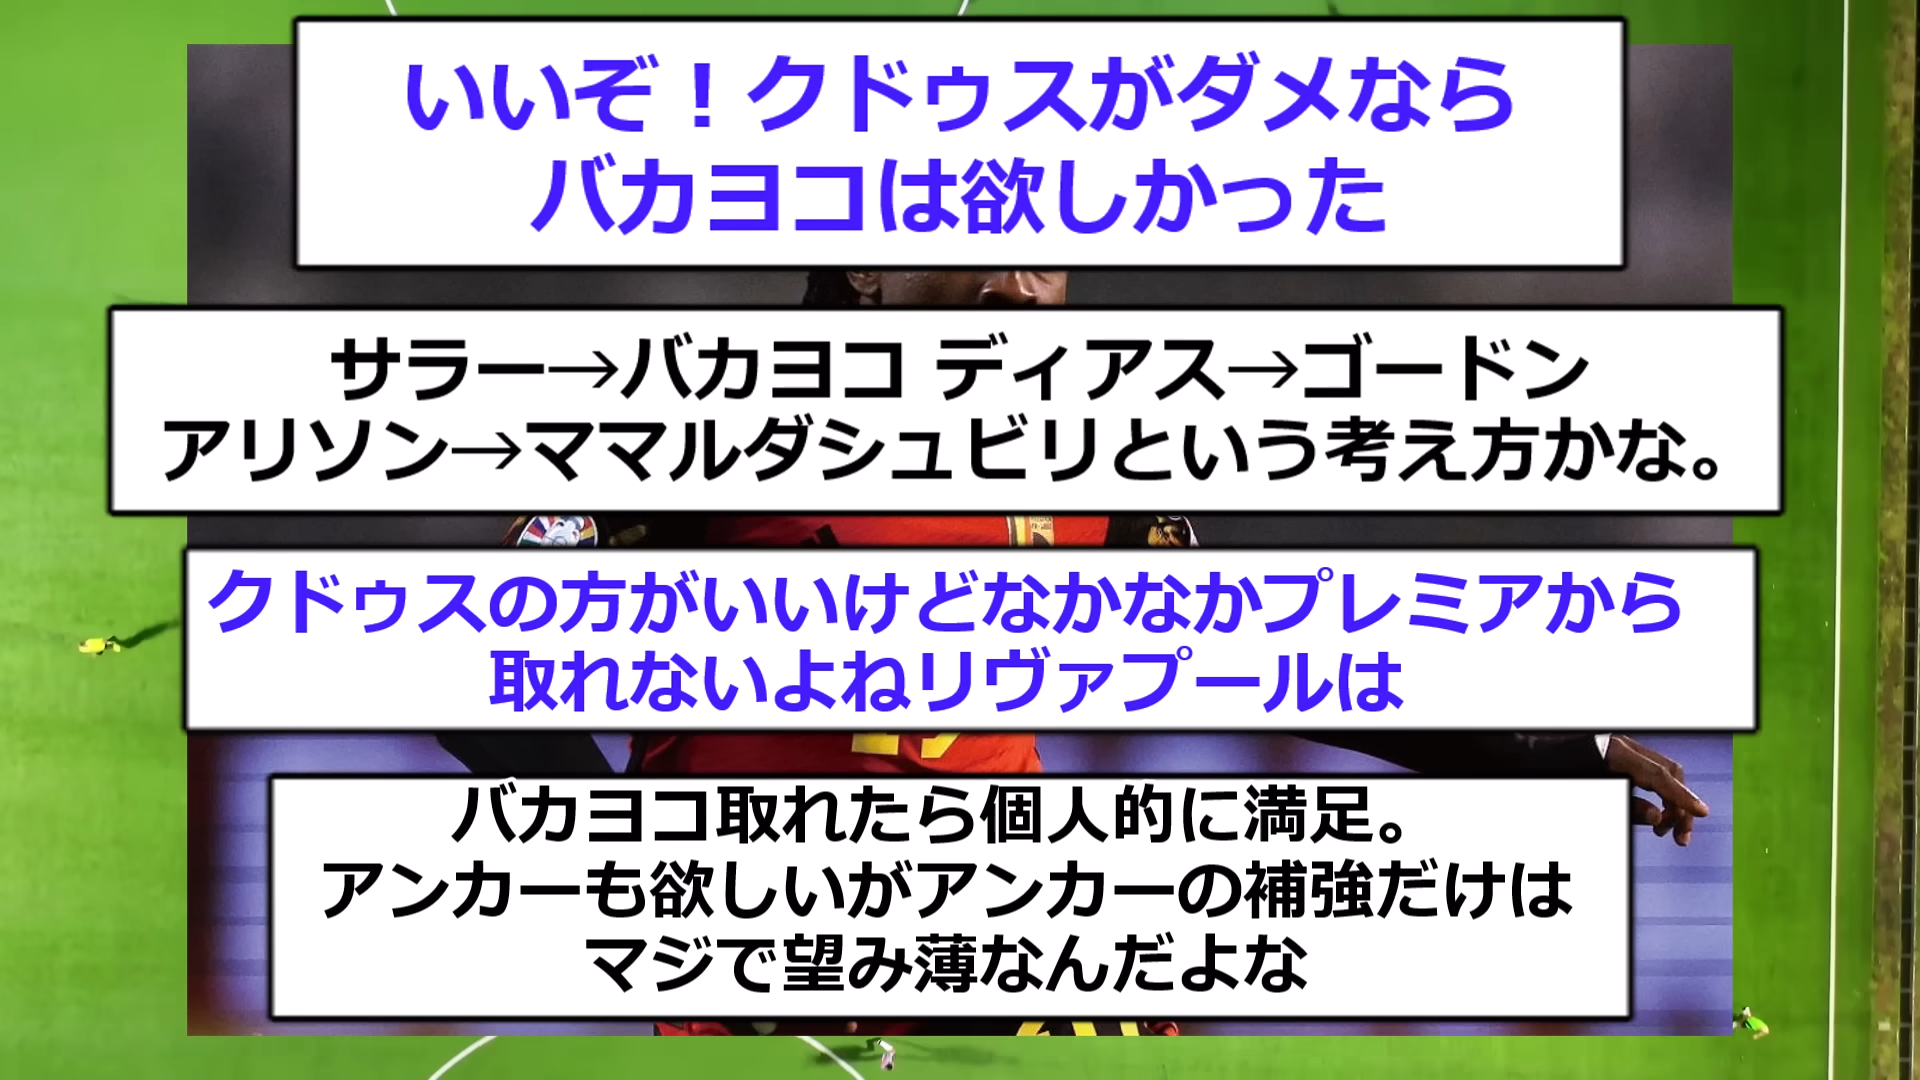 いいぞ！クドゥスがダメなら
バカヨコは欲しかった
サラー→バカヨコ ディアス→ゴードン
アリソン→ママルダシュビリという考え方かな。
クドゥスの方がいいけどなかなかプレミアから
取れないよねリヴァプールは
バカヨコ取れたら個人的に満足。
アンカーも欲しいがアンカーの補強だけは
マジで望み薄なんだよな